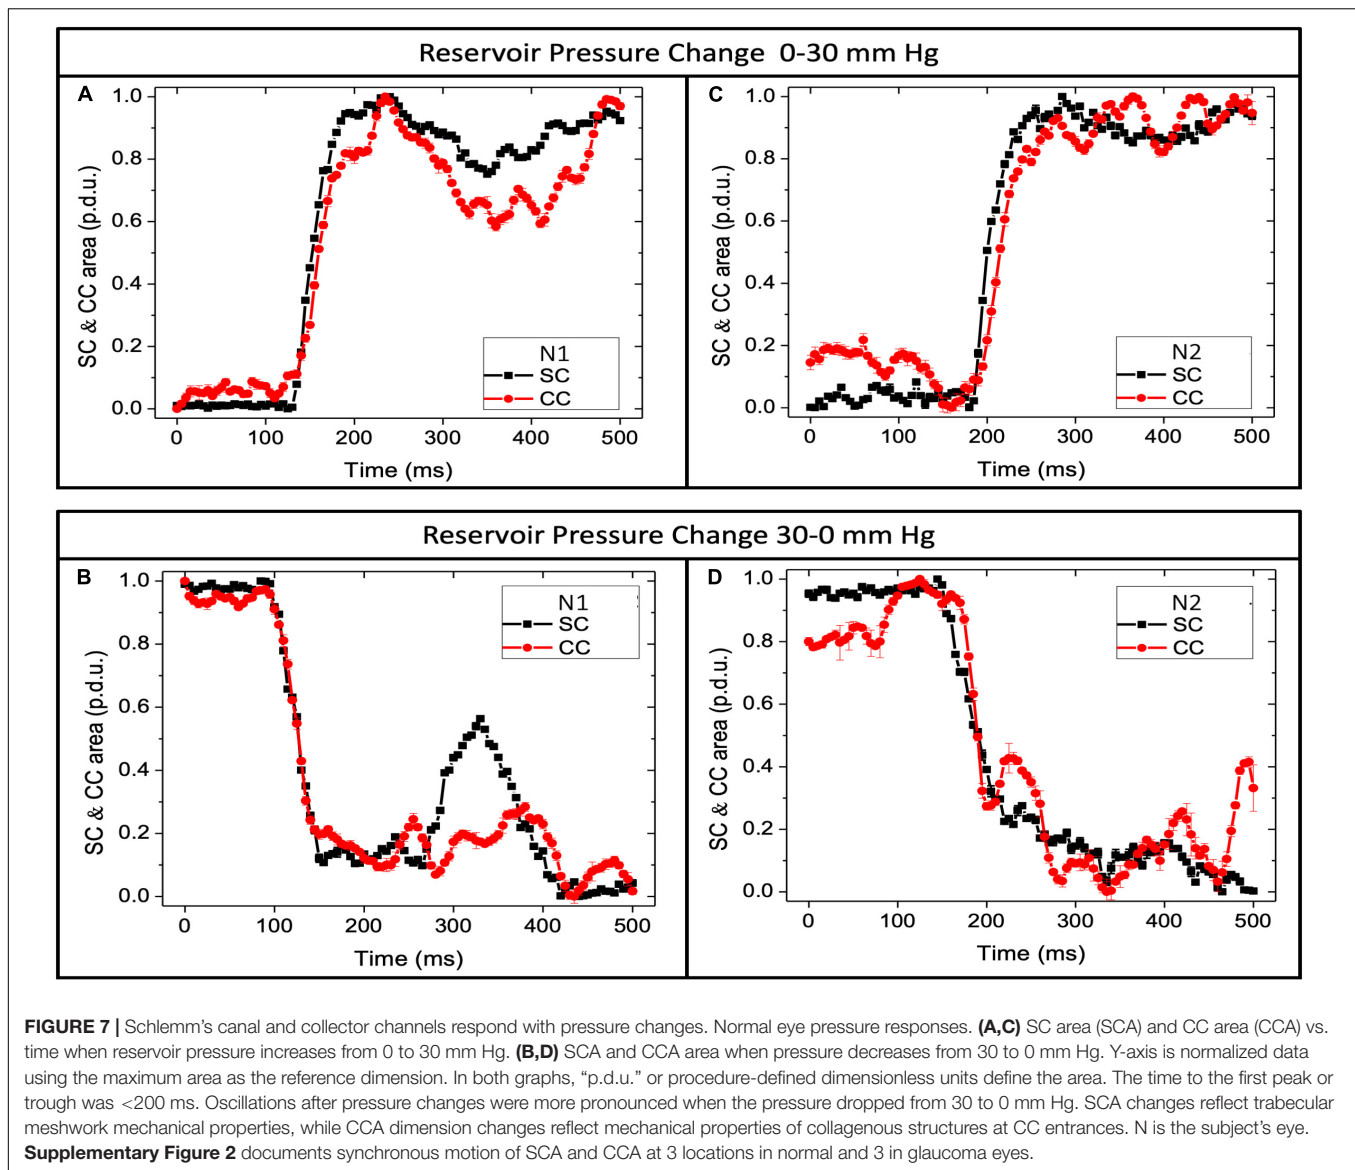 Reservoir Pressure Change 0-30 mm Hg
A
1.0
0.8
0.6
0.4
0.2
0.0
SC & CC area (p.d.u.)
N1
SC
CC
0 100 200 300 400 500
Time (ms)
C
1.0
0.8
0.6
0.4
0.2
0.0
SC & CC area (p.d.u.)
N2
SC
CC
0 100 200 300 400 500
Time (ms)
Reservoir Pressure Change 30-0 mm Hg
B
1.0
0.8
0.6
0.4
0.2
0.0
SC & CC area (p.d.u.)
N1
SC
CC
0 100 200 300 400 500
Time (ms)
D
1.0
0.8
0.6
0.4
0.2
0.0
SC & CC area (p.d.u.)
N2
SC
CC
0 100 200 300 400 500
Time (ms)
FIGURE 7 | Schlemm's canal and collector channels respond with pressure changes. Normal eye pressure responses. (A,C) SC area (SCA) and CC area (CCA) vs.
time when reservoir pressure increases from 0 to 30 mm Hg. (B,D) SCA and CCA area when pressure decreases from 30 to 0 mm Hg. Y-axis is normalized data
using the maximum area as the reference dimension. In both graphs, "p.d.u." or procedure-defined dimensionless units define the area. The time to the first peak or
trough was <200 ms. Oscillations after pressure changes were more pronounced when the pressure dropped from 30 to 0 mm Hg. SCA changes reflect trabecular
meshwork mechanical properties, while CCA dimension changes reflect mechanical properties of collagenous structures at CC entrances. N is the subject's eye.
Supplementary Figure 2 documents synchronous motion of SCA and CCA at 3 locations in normal and 3 in glaucoma eyes.